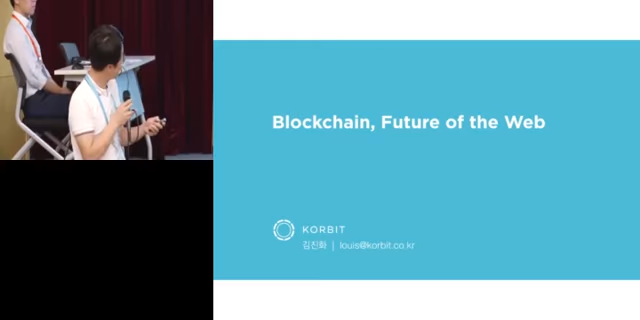 Blockchain, Future of the Web
KORBIT
김진화 | louis@korbit.co.kr